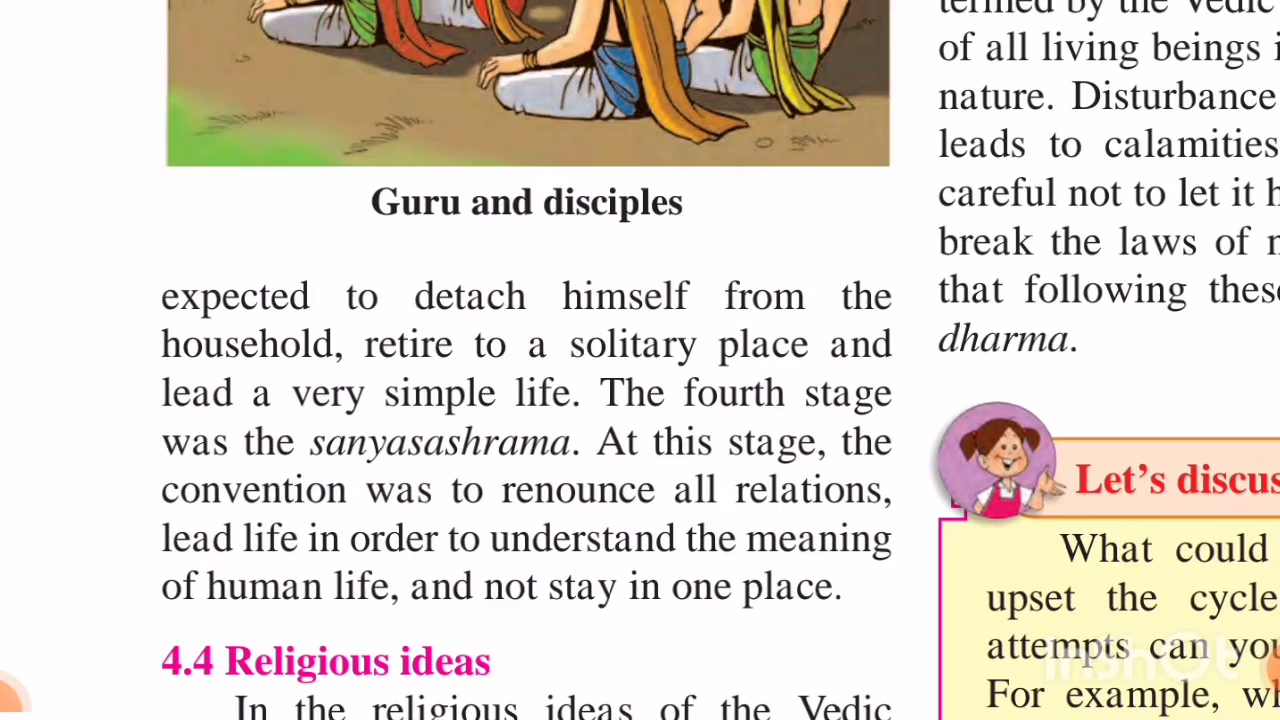 Guru and disciples
expected to detach himself from the
household, retire to a solitary place and
lead a very simple life. The fourth stage
was the sanyasashrama. At this stage, the
convention was to renounce all relations,
lead life in order to understand the meaning
of human life, and not stay in one place.
4.4 Religious ideas
In the religious ideas of the Vedic
termed by the Vedic
of all living beings
nature. Disturbance
leads to calamities
careful not to let it
break the laws of
that following these
dharma.
Let's discus
What could
upset the cycle
attempts can you
For example,
inshot